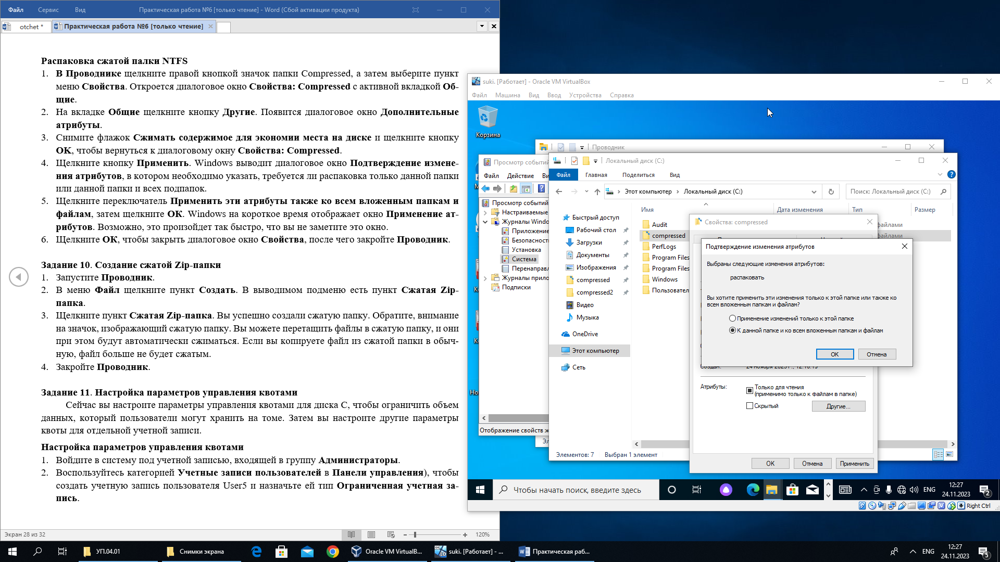 Файл Сервис Вид Практическая работа №6 [только чтение] - Word (Сбой активации продукта)
otchet * Практическая работа №6 [только чтение]
Распаковка сжатой палки NTFS
1. В Проводнике щелкните правой кнопкой значок папки Compressed, а затем выберите пункт
меню Свойства. Откроется диалоговое окно Свойства: Compressed с активной вкладкой Об-
щие.
2. На вкладке Общие щелкните кнопку Другие. Появится диалоговое окно Дополнительные
атрибуты.
3. Снимите флажок Сжимать содержимое для экономии места на диске и щелкните кнопку
OK, чтобы вернуться к диалоговому окну Свойства: Compressed.
4. Щелкните кнопку Применить. Windows выводит диалоговое окно Подтверждение измене-
ния атрибутов, в котором необходимо указать, требуется ли распаковка только данной папки
или данной папки и всех подпапок.
5. Щелкните переключатель Применить эти атрибуты также ко всем вложенным папкам и
файлам, затем щелкните ОК. Windows на короткое время отображает окно Применение ат-
рибутов. Возможно, это произойдет так быстро, что вы не заметите это окно.
6. Щелкните ОК, чтобы закрыть диалоговое окно Свойства, после чего закройте Проводник.
Задание 10. Создание сжатой Zip-папки
1. Запустите Проводник.
2. В меню Файл щелкните пункт Создать. В выводимом подменю есть пункт Сжатая Zip-
папка.
3. Щелкните пункт Сжатая Zip-папка. Вы успешно создали сжатую папку. Обратите, внимание
на значок, изображающий сжатую папку. Вы можете перетащить файлы в сжатую папку, и они
при этом будут автоматически сжиматься. Если вы копируете файл из сжатой папки в обыч-
ную, файл больше не будет сжатым.
4. Закройте Проводник.
Задание 11. Настройка параметров управления квотами
Сейчас вы настроите параметры управления квотами для диска С, чтобы ограничить объем
данных, который пользователи могут хранить на томе. Затем вы настроите другие параметры
квоты для отдельной учетной записи.
Настройка параметров управления квотами
1. Войдите в систему под учетной записью, входящей в группу Администраторы.
2. Воспользуйтесь категорией Учетные записи пользователей в Панели управления), чтобы
создать учетную запись пользователя User5 и назначьте ей тип Ограниченная учетная за-
пись.
Экран 28 из 32 120%
suki. [Работает] - Oracle VM VirtualBox
Файл Машина Вид Ввод Устройства Справка
Корзина
Проводник
Просмотр событий
Файл Действие Ви
Просмотр событий
Настраиваемые
Журналы Windo
Приложение
Безопасность
Установка
Система
Перенаправл
Журналы прило
Подписки
Отображение свойств ж
Эл
Но
Локальный диск (C:)
Файл Главная Поделиться Вид
Этот компьютер Локальный диск (C:) Поиск: Локальный диск (C:)
Имя Дата изменения Тип Размер
Быстрый доступ
Рабочий стол
Загрузки
Документы
Изображения
compressed
compressed2
Видео
Музыка
OneDrive
Этот компьютер
Сеть
Audit файлами
compressed файлами
PerfLogs
Program Files
Program Files
Windows
Пользовател
Элементов: 7 Выбран 1 элемент
Свойства: compressed
Подтверждение изменения атрибутов
Выбраны следующие изменения атрибутов:
распаковать
Вы хотите применить эти изменения только к этой папке или также ко
всем вложенным папкам и файлам?
Применение изменений только к этой папке
К данной папке и ко всем вложенным папкам и файлам
OK Отмена
Атрибуты: Только для чтения
(применимо только к файлам в папке)
Скрытый Другие...
OK Отмена Применить
Чтобы начать поиск, введите здесь
ENG 12:27
24.11.2023 2
Right Ctrl
УП.04.01 Снимки экрана Oracle VM VirtualB... suki. [Работает] - ... Практическая раб...
ENG 12:27
24.11.2023 5